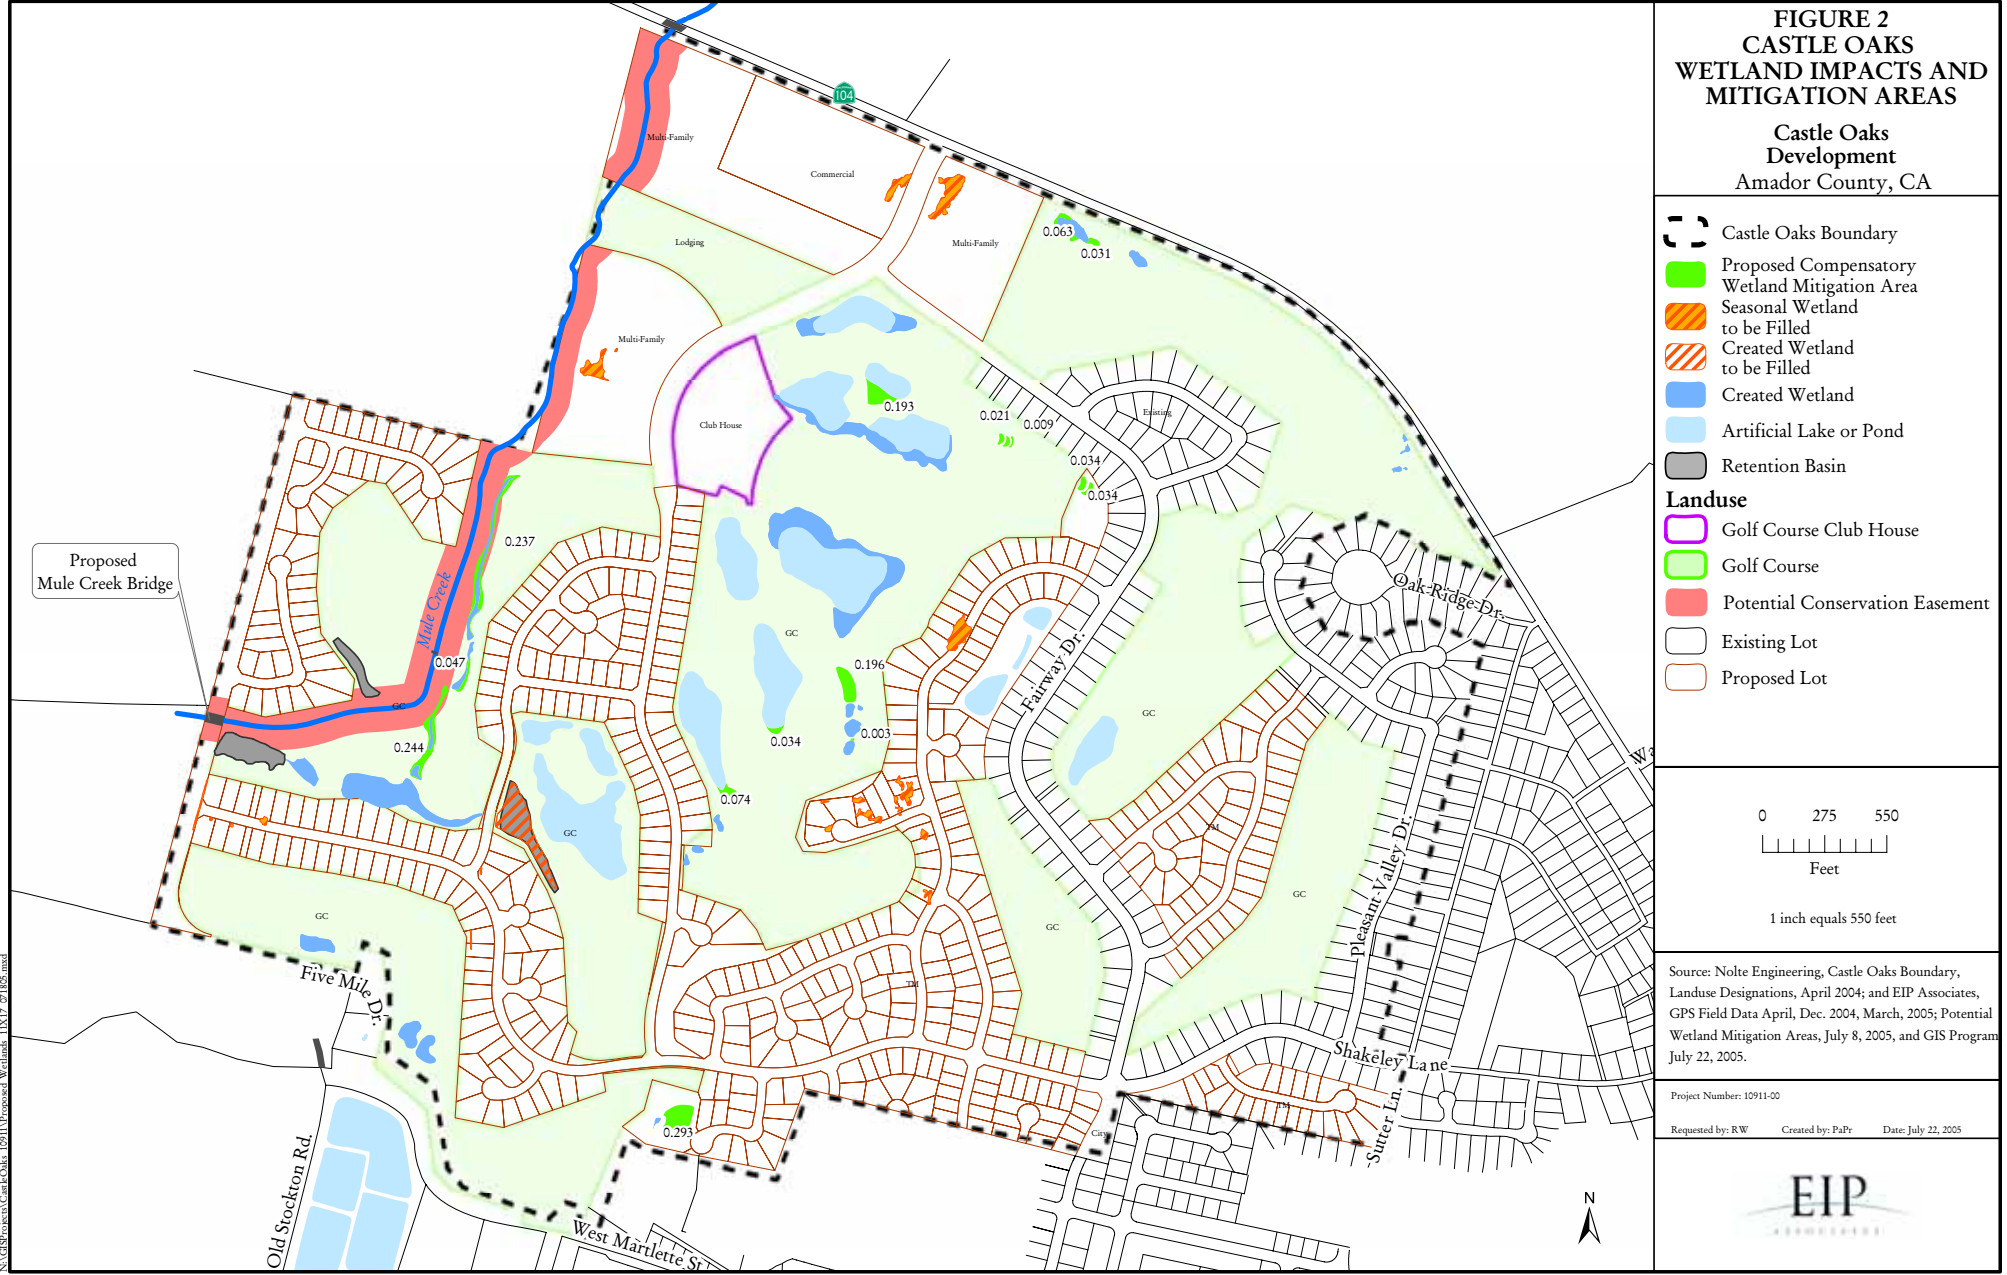 FIGURE 2
CASTLE OAKS
WETLAND IMPACTS AND
MITIGATION AREAS
Castle Oaks
Development
Amador County, CA
Castle Oaks Boundary
Proposed Compensatory
Wetland Mitigation Area
Seasonal Wetland
to be Filled
Created Wetland
to be Filled
Created Wetland
Artificial Lake or Pond
Retention Basin
Landuse
Golf Course Club House
Golf Course
Potential Conservation Easement
Existing Lot
Proposed Lot
0 275 550
Feet
1 inch equals 550 feet
Source: Nolte Engineering, Castle Oaks Boundary,
Landuse Designations, April 2004; and EIP Associates,
GPS Field Data April, Dec. 2004, March, 2005; Potential
Wetland Mitigation Areas, July 8, 2005, and GIS Program
July 22, 2005.
Project Number: 10911-00
Requested by: RW Created by: PaPr Date: July 22, 2005
EIP
ASSOCIATES
104
Multi-Family
Commercial
Lodging
Multi-Family
0.063
0.031
Multi-Family
Club House
0.193
0.021
0.009
Existing
0.034
0.034
0.237
Proposed
Mule Creek Bridge
Mule Creek
Oak Ridge Dr.
GC
0.047
0.196
Fairway Dr.
GC
GC
0.244
0.034
0.003
0.074
GC
TM
Pleasant Valley Dr.
GC
GC
GC
Five Mile Dr.
TM
Shakeley Lane
TM
Sutter Ln.
City
0.293
Old Stockton Rd.
West Martlette St
N
N:\GISProjects\CastleOaks_10911\Proposed_Wetlands_11X17_071805.mxd